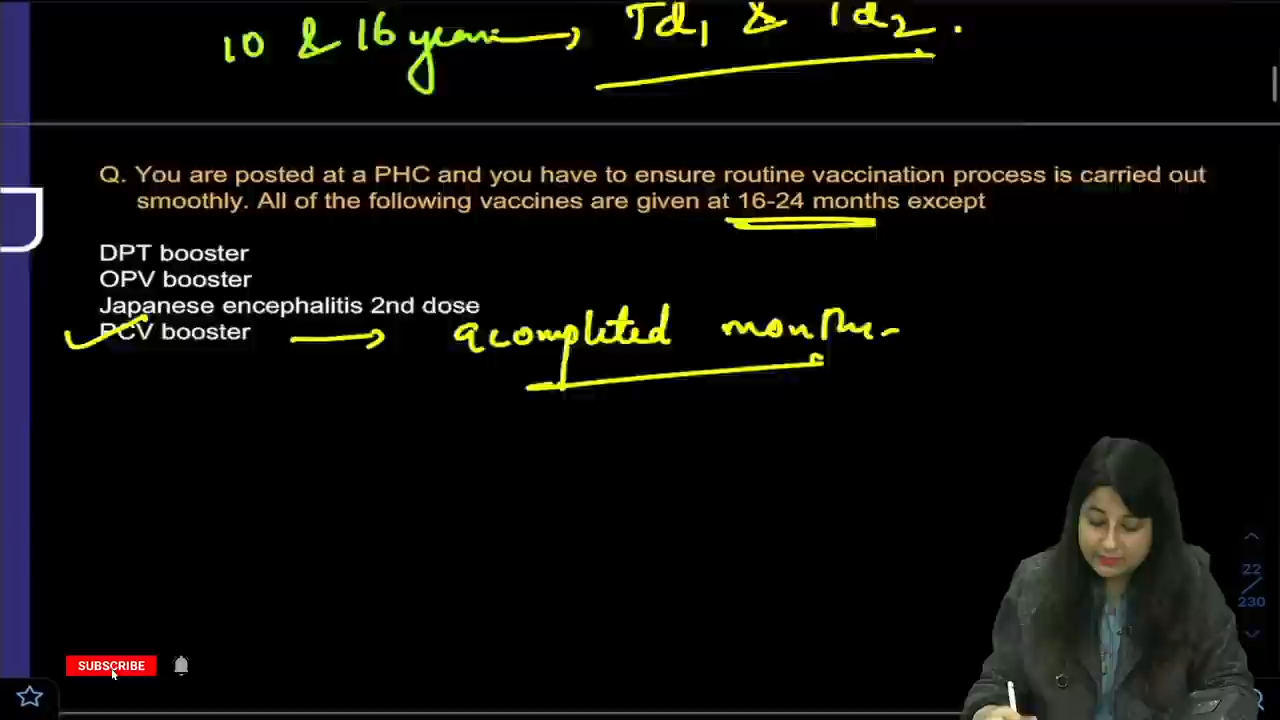 10 & 16 years → Td1 & Td2.
Q. You are posted at a PHC and you have to ensure routine vaccination process is carried out
smoothly. All of the following vaccines are given at 16-24 months except
DPT booster
OPV booster
Japanese encephalitis 2nd dose
PCV booster → 9 completed months
22
230
SUBSCRIBE